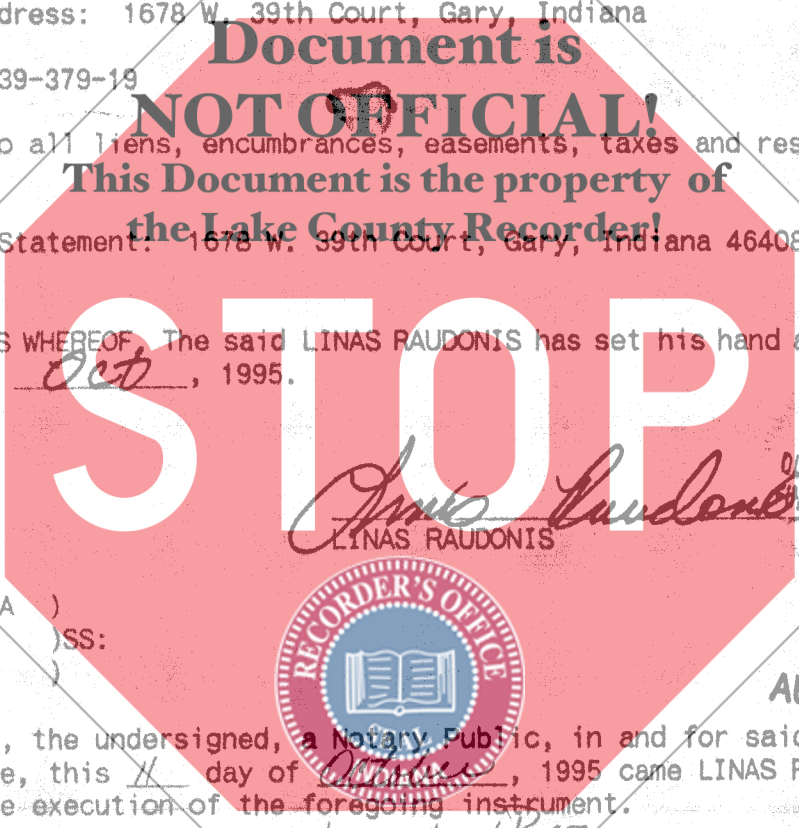 dress: 1678 W. 39th Court, Gary, Indiana
Document is
39-379-19
NOT OFFICIAL!
o all liens, encumbrances, easements, taxes and res
This Document is the property of
the Lake County Recorder!
Statement: 1678 W. 39th Court, Gary, Indiana 46408
S WHEREOF, The said LINAS RAUDONIS has set his hand a
Oct, 1995.
STOP
Linas Raudonis
LINAS RAUDONIS
A )
)SS:
)
RECORDER'S OFFICE
, the undersigned, a Notary Public, in and for said
e, this 11 day of October, 1995 came LINAS R
e execution of the foregoing instrument.